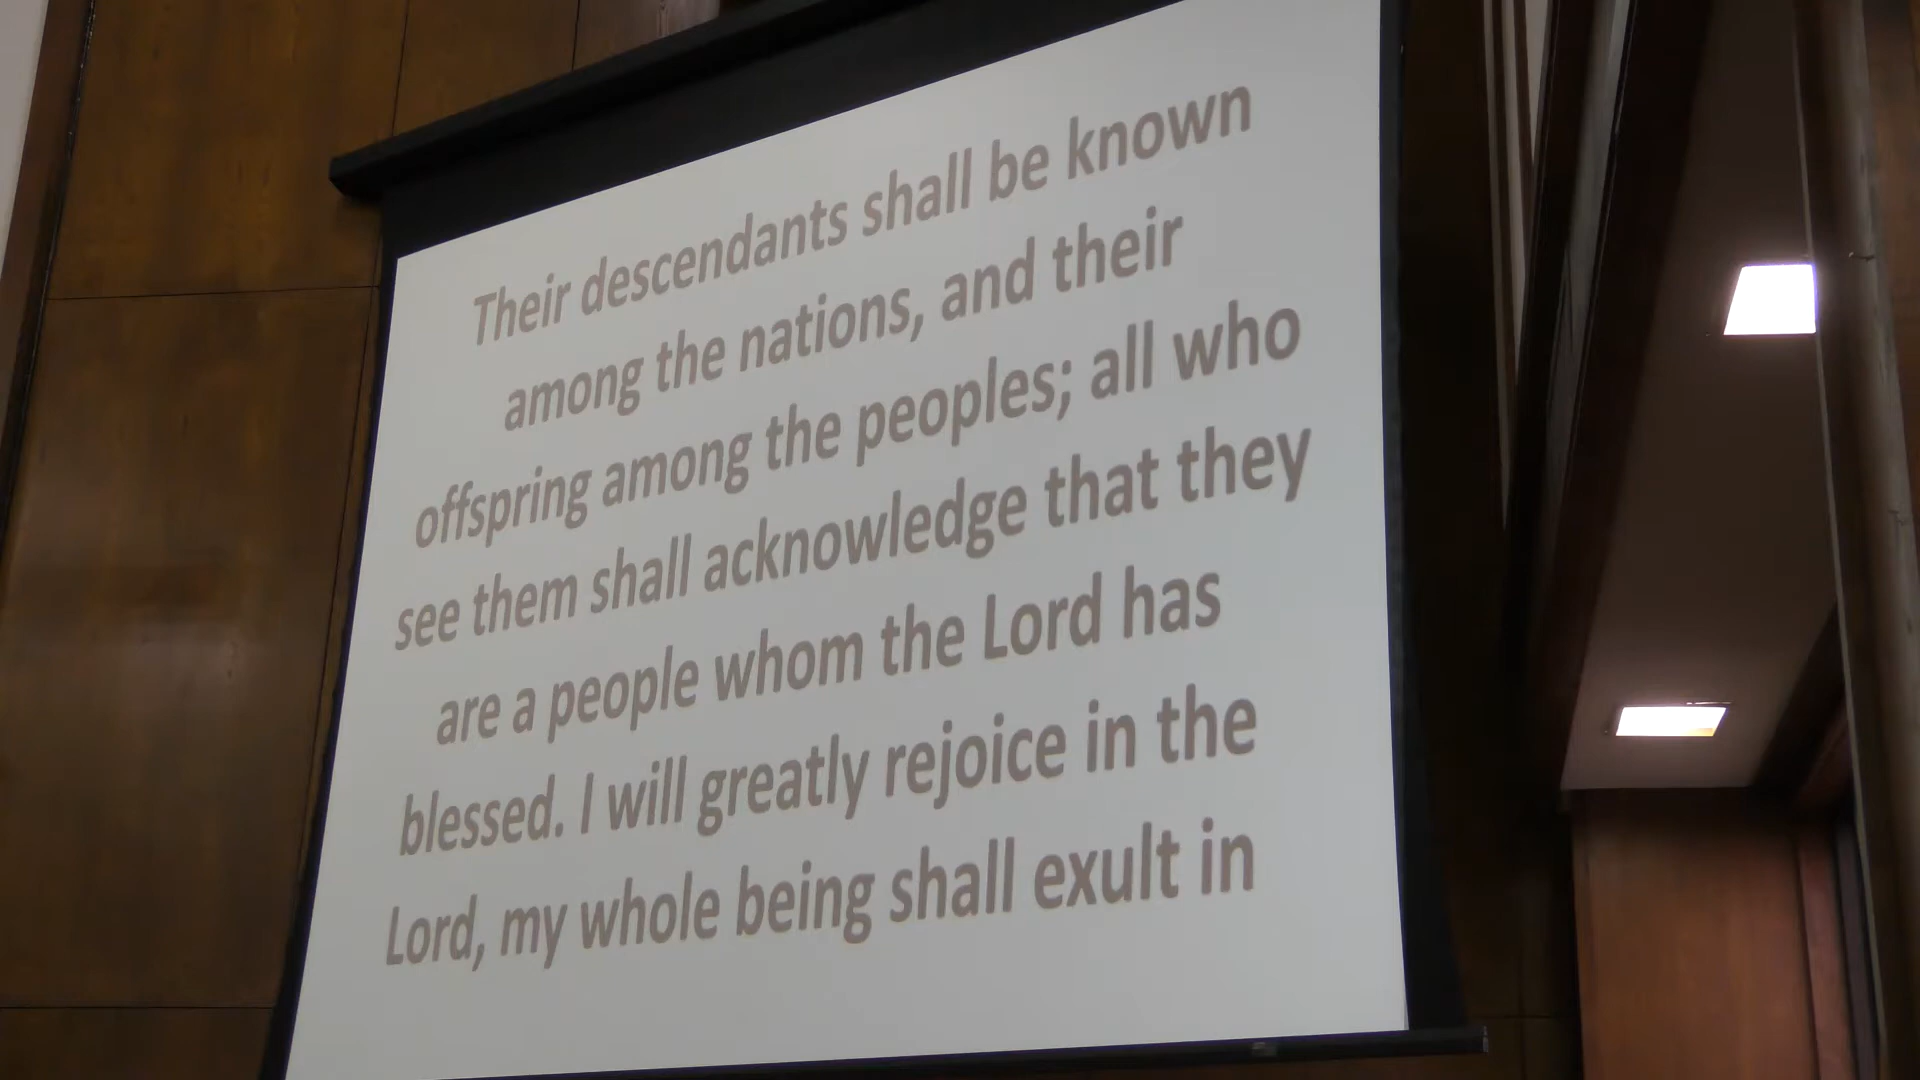 Their descendants shall be known
among the nations, and their
offspring among the peoples; all who
see them shall acknowledge that they
are a people whom the Lord has
blessed. I will greatly rejoice in the
Lord, my whole being shall exult in